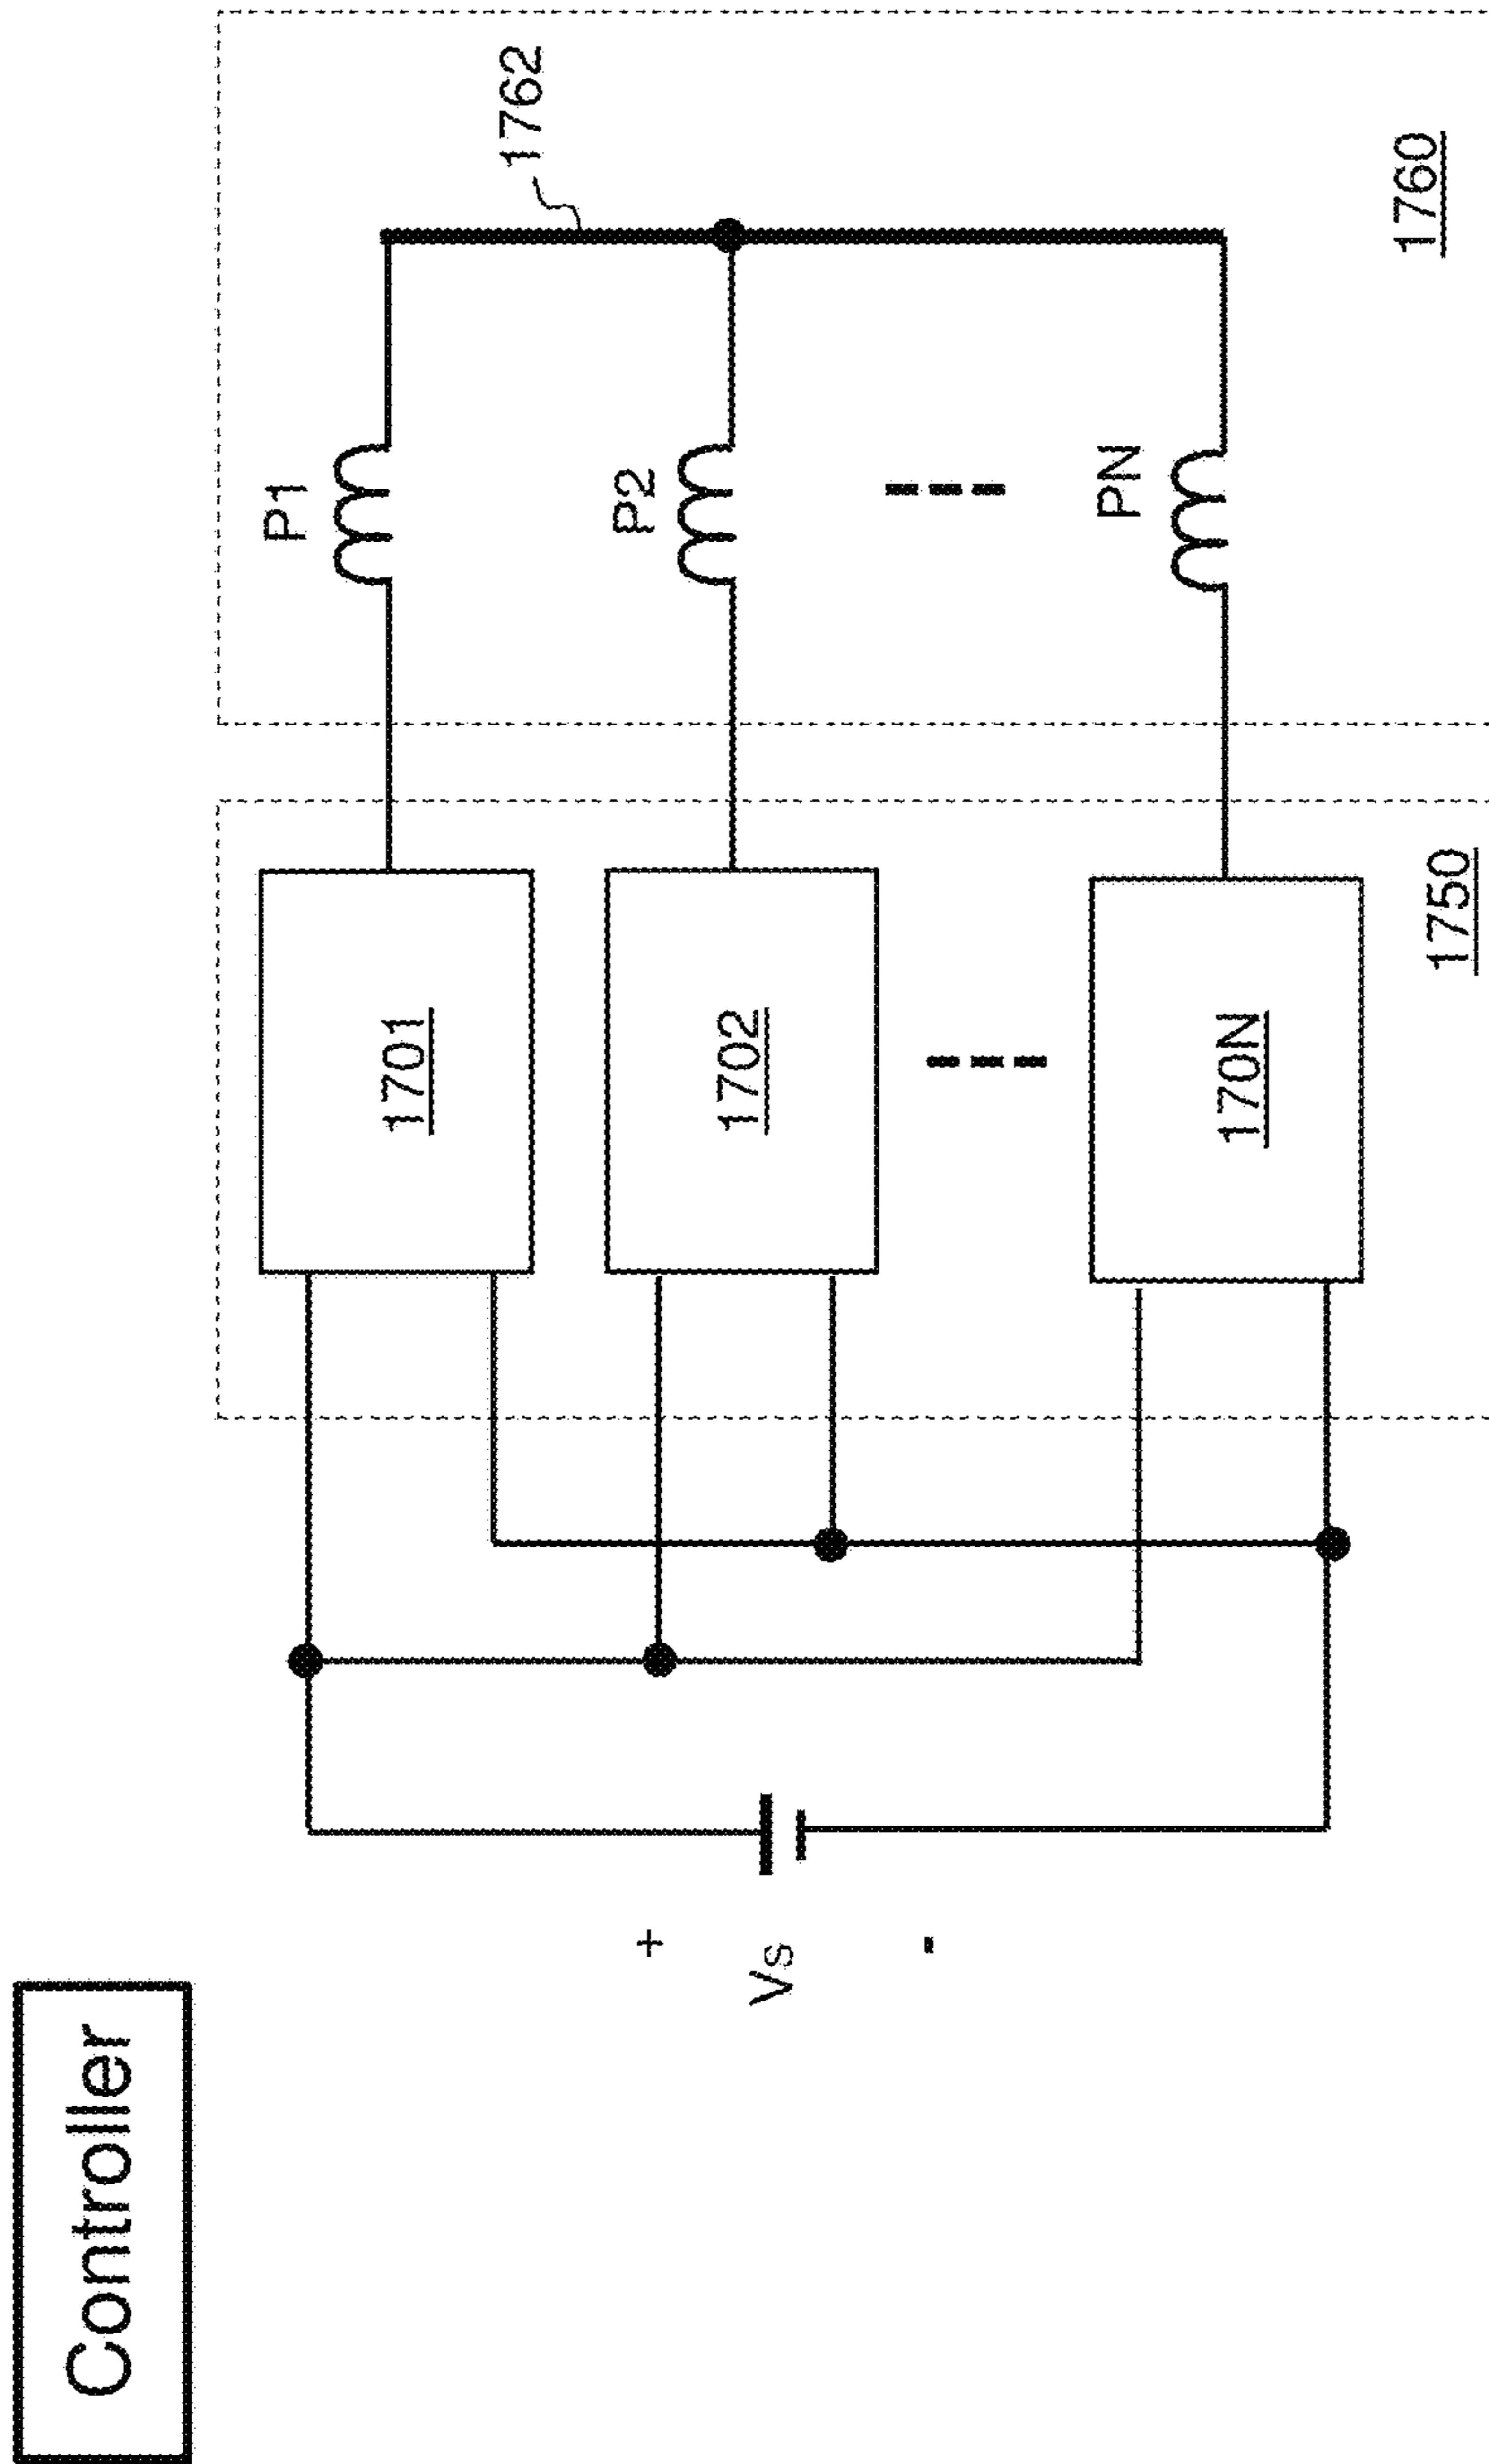 Controller
+
Vs
-
1701
1702
170N
1750
P1
P2
PN
1762
1760